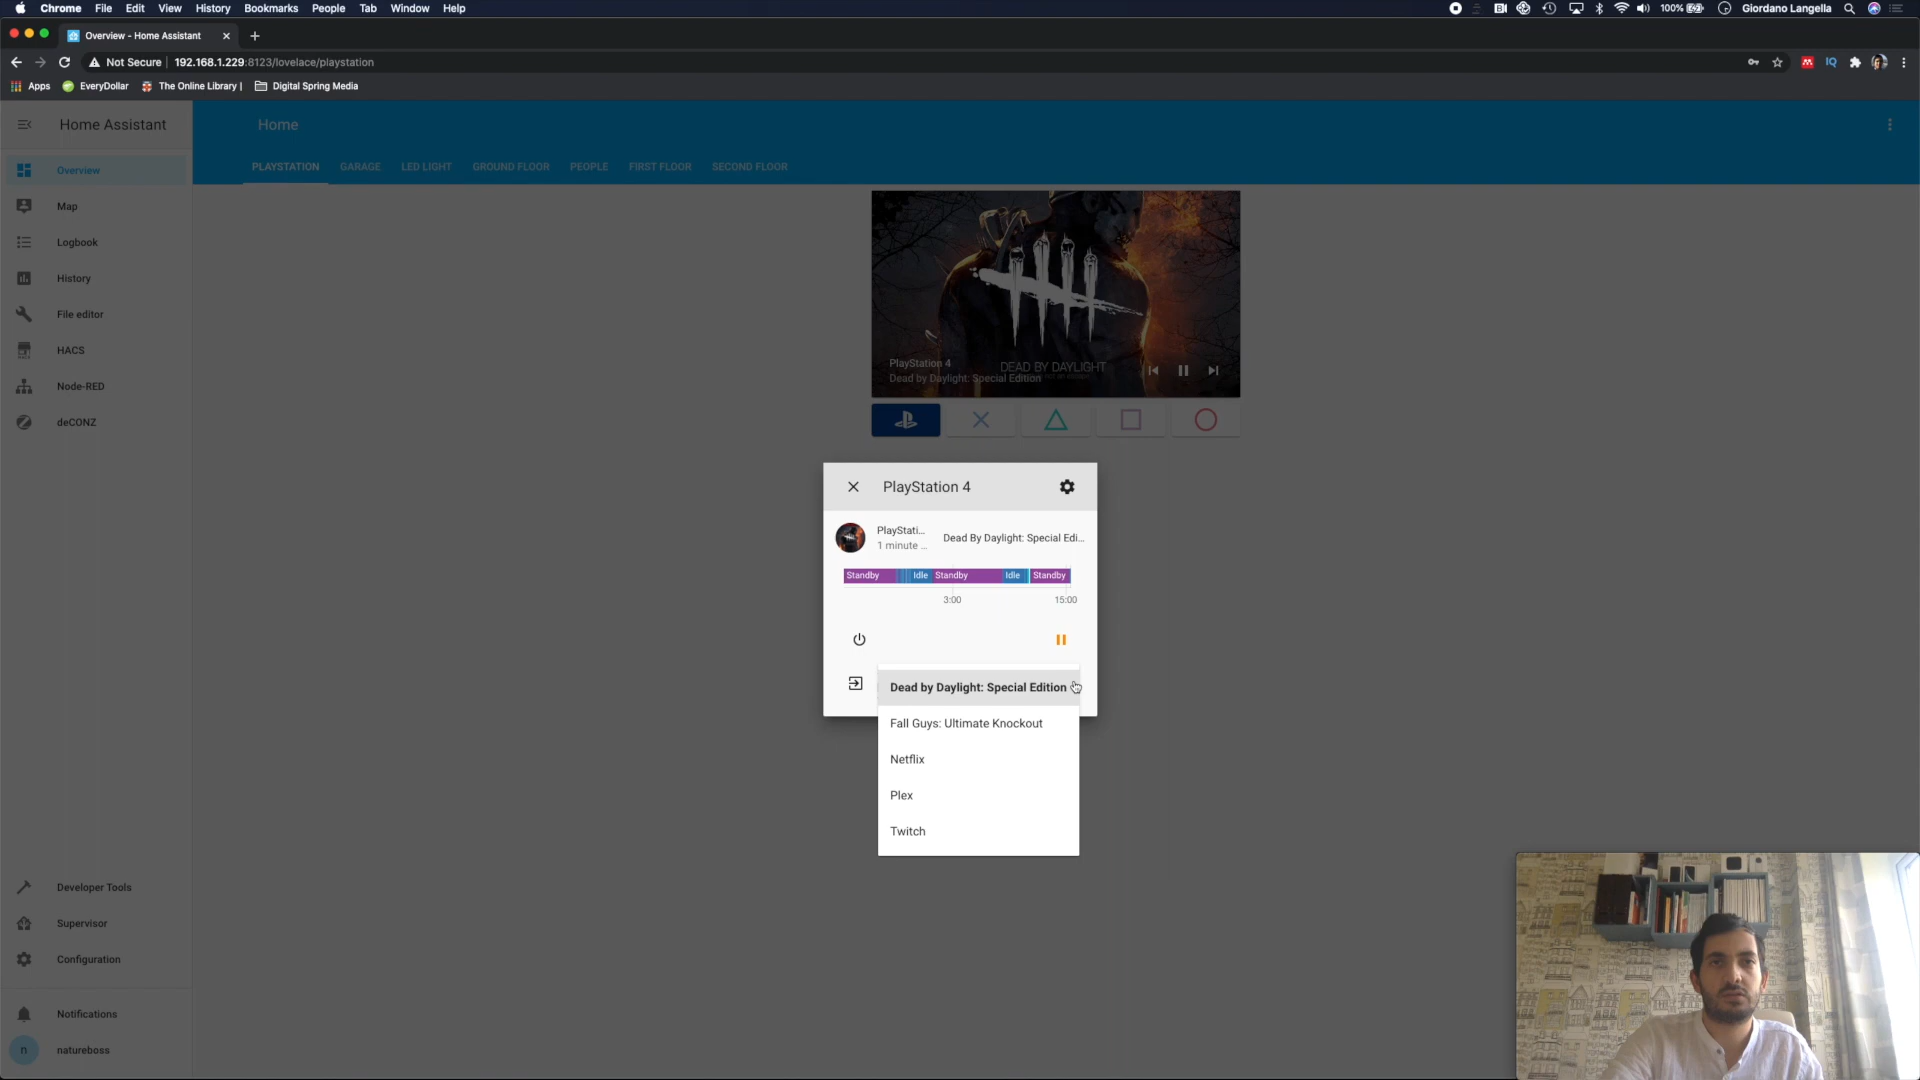 Chrome File Edit View History Bookmarks People Tab Window Help
100% Giordano Langella
Overview - Home Assistant
Not Secure 192.168.1.229:8123/lovelace/playstation
Apps EveryDollar The Online Library | Digital Spring Media
Home Assistant
Home
PLAYSTATION GARAGE LED LIGHT GROUND FLOOR PEOPLE FIRST FLOOR SECOND FLOOR
Overview
Map
Logbook
History
File editor
HACS
Node-RED
deCONZ
Developer Tools
Supervisor
Configuration
Notifications
n natureboss
PlayStation 4
DEAD BY DAYLIGHT
Dead by Daylight: Special Edition
PlayStation 4
PlayStati...
1 minute ...
Dead By Daylight: Special Edi...
Standby Idle Standby Idle Standby
3:00 15:00
Dead by Daylight: Special Edition
Fall Guys: Ultimate Knockout
Netflix
Plex
Twitch